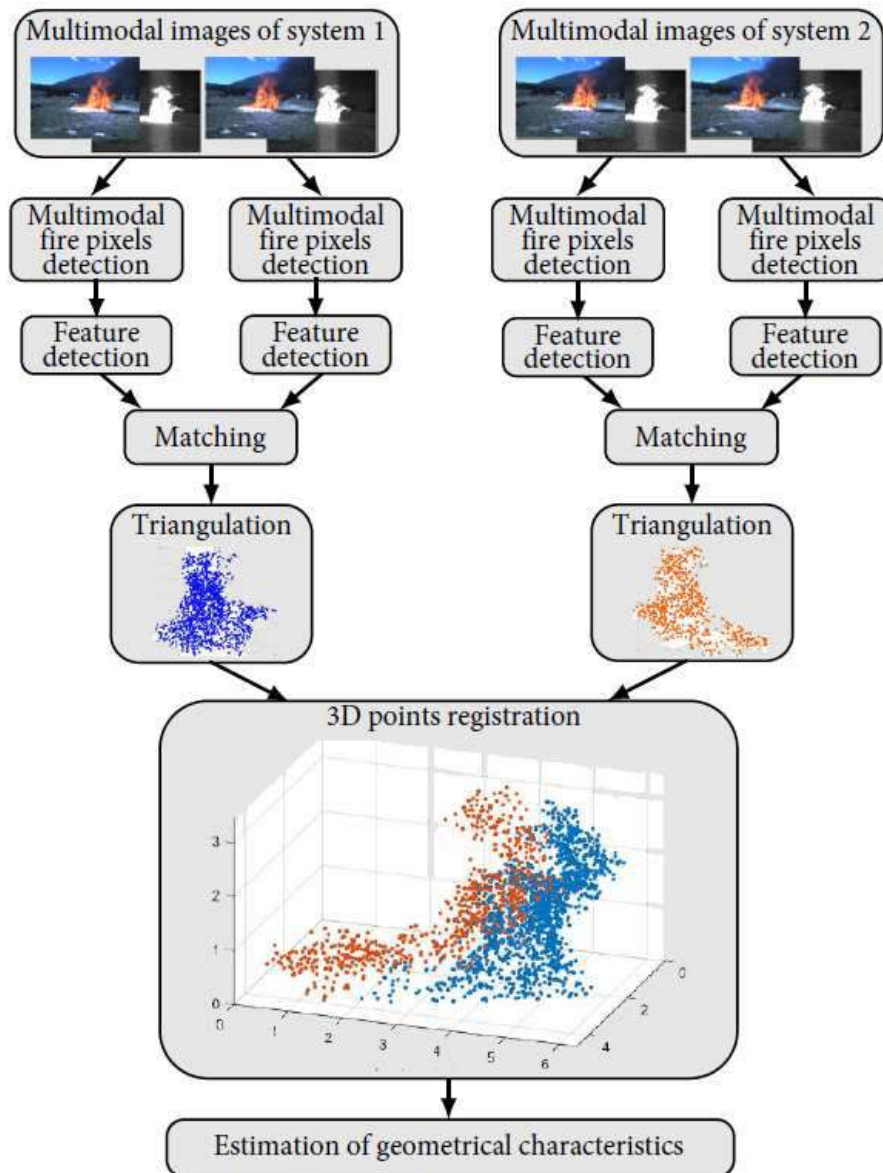 Multimodal images of system 1
Multimodal images of system 2
Multimodal
fire pixels
detection
Multimodal
fire pixels
detection
Multimodal
fire pixels
detection
Multimodal
fire pixels
detection
Feature
detection
Feature
detection
Feature
detection
Feature
detection
Matching
Matching
Triangulation
Triangulation
3D points registration
3
2
1
0
0
1
2
3
4
5
6
4
2
0
Estimation of geometrical characteristics